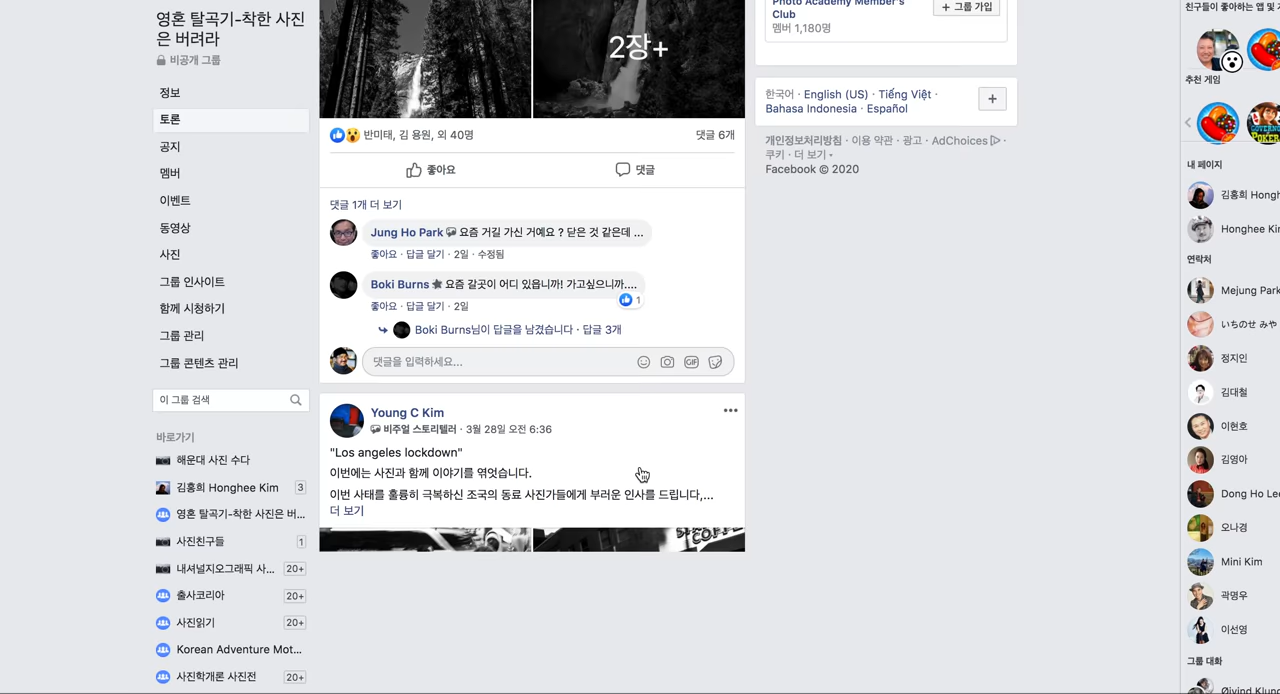 영혼 탈곡기-착한 사진
은 버려라
비공개 그룹
정보
토론
공지
멤버
이벤트
동영상
사진
그룹 인사이트
함께 시청하기
그룹 관리
그룹 콘텐츠 관리
이 그룹 검색
바로가기
해운대 사진 수다
김홍희 Honghee Kim 3
영혼 탈곡기-착한 사진은 버...
사진친구들 1
내셔널지오그래픽 사... 20+
출사코리아 20+
사진읽기 20+
Korean Adventure Mot...
사진학개론 사진전 20+
2장+
반미태, 김 용원, 외 40명 댓글 6개
좋아요 댓글
댓글 1개 더 보기
Jung Ho Park 요즘 거길 가신 거예요 ? 닫은 것 같은데 ...
좋아요 · 답글 달기 · 2일 · 수정됨
Boki Burns 요즘 갈곳이 어디 있읍니까! 가고싶으니까....
1
좋아요 · 답글 달기 · 2일
Boki Burns님이 답글을 남겼습니다 · 답글 3개
댓글을 입력하세요...
GIF
Young C Kim
비주얼 스토리텔러 · 3월 28일 오전 6:36
"Los angeles lockdown"
이번에는 사진과 함께 이야기를 엮엇습니다.
이번 사태를 훌륭히 극복하신 조국의 동료 사진가들에게 부러운 인사를 드립니다,...
더 보기
Photo Academy Member's
Club
멤버 1,180명
+ 그룹 가입
한국어 · English (US) · Tiếng Việt ·
Bahasa Indonesia · Español
개인정보처리방침 · 이용 약관 · 광고 · AdChoices ·
쿠키 · 더 보기
Facebook © 2020
친구들이 좋아하는 앱 및
추천 게임
GOVERNOR
POKER
내 페이지
김홍희 Hongh
Honghee Kin
연락처
Mejung Park
いちのせ みや
정지인
김대철
이현호
김영아
Dong Ho Lee
오나경
Mini Kim
곽명우
이선영
그룹 대화
Øivind Klung